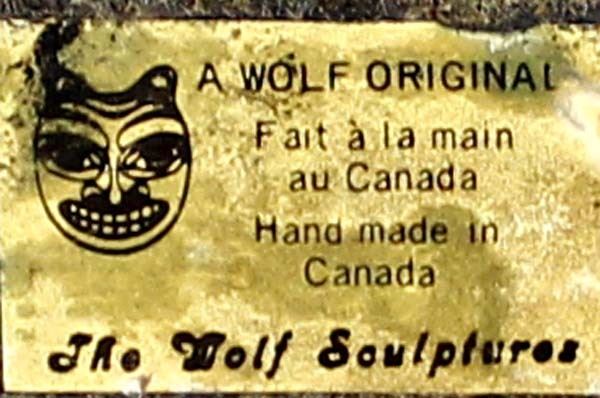 A WOLF ORIGINAL
Fait à la main
au Canada
Hand made in
Canada
The Wolf Sculptures